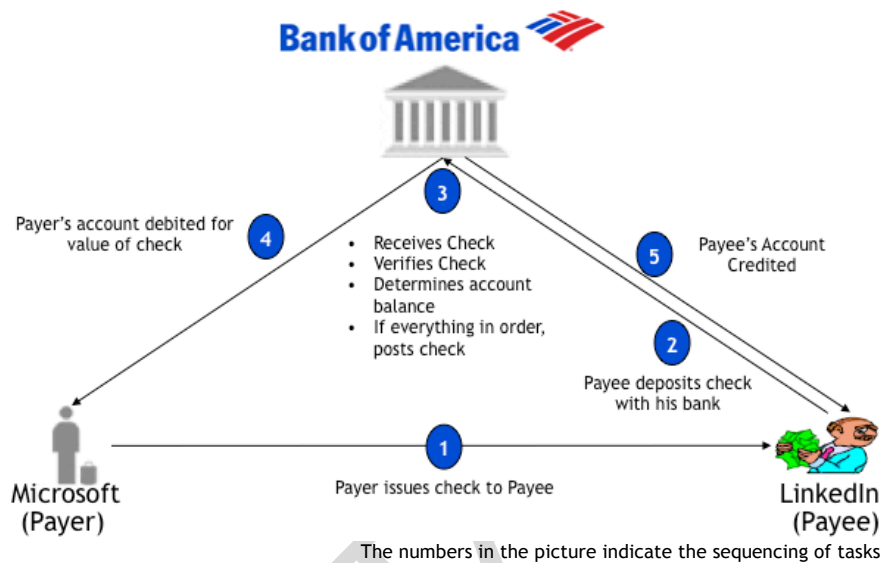 Bank of America
3
Payer's account debited for
value of check
4
• Receives Check
• Verifies Check
• Determines account
balance
• If everything in order,
posts check
5
Payee's Account
Credited
2
Payee deposits check
with his bank
1
Payer issues check to Payee
Microsoft
(Payer)
LinkedIn
(Payee)
The numbers in the picture indicate the sequencing of tasks